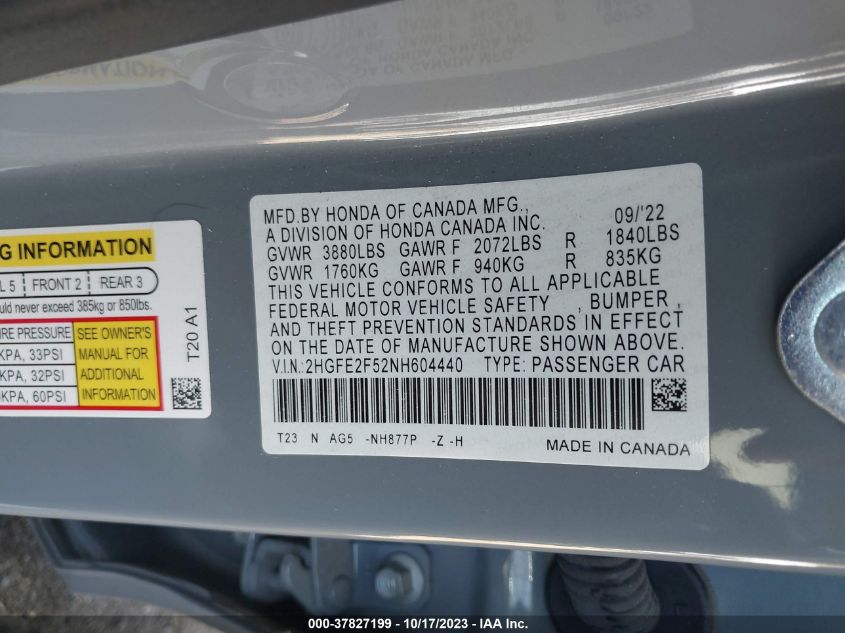 G INFORMATION
L 5 FRONT 2 REAR 3
uld never exceed 385kg or 850lbs.
IRE PRESSURE
KPA, 33PSI
KPA, 32PSI
KPA, 60PSI
SEE OWNER'S
MANUAL FOR
ADDITIONAL
INFORMATION
T20 A1
MFD.BY HONDA OF CANADA MFG., 09/'22
A DIVISION OF HONDA CANADA INC.
GVWR 3880LBS GAWR F 2072LBS R 1840LBS
GVWR 1760KG GAWR F 940KG R 835KG
THIS VEHICLE CONFORMS TO ALL APPLICABLE
FEDERAL MOTOR VEHICLE SAFETY , BUMPER ,
AND THEFT PREVENTION STANDARDS IN EFFECT
ON THE DATE OF MANUFACTURE SHOWN ABOVE.
V.I.N.:2HGFE2F52NH604440 TYPE: PASSENGER CAR
T23 N AG5 -NH877P -Z -H MADE IN CANADA
000-37827199 - 10/17/2023 - IAA Inc.